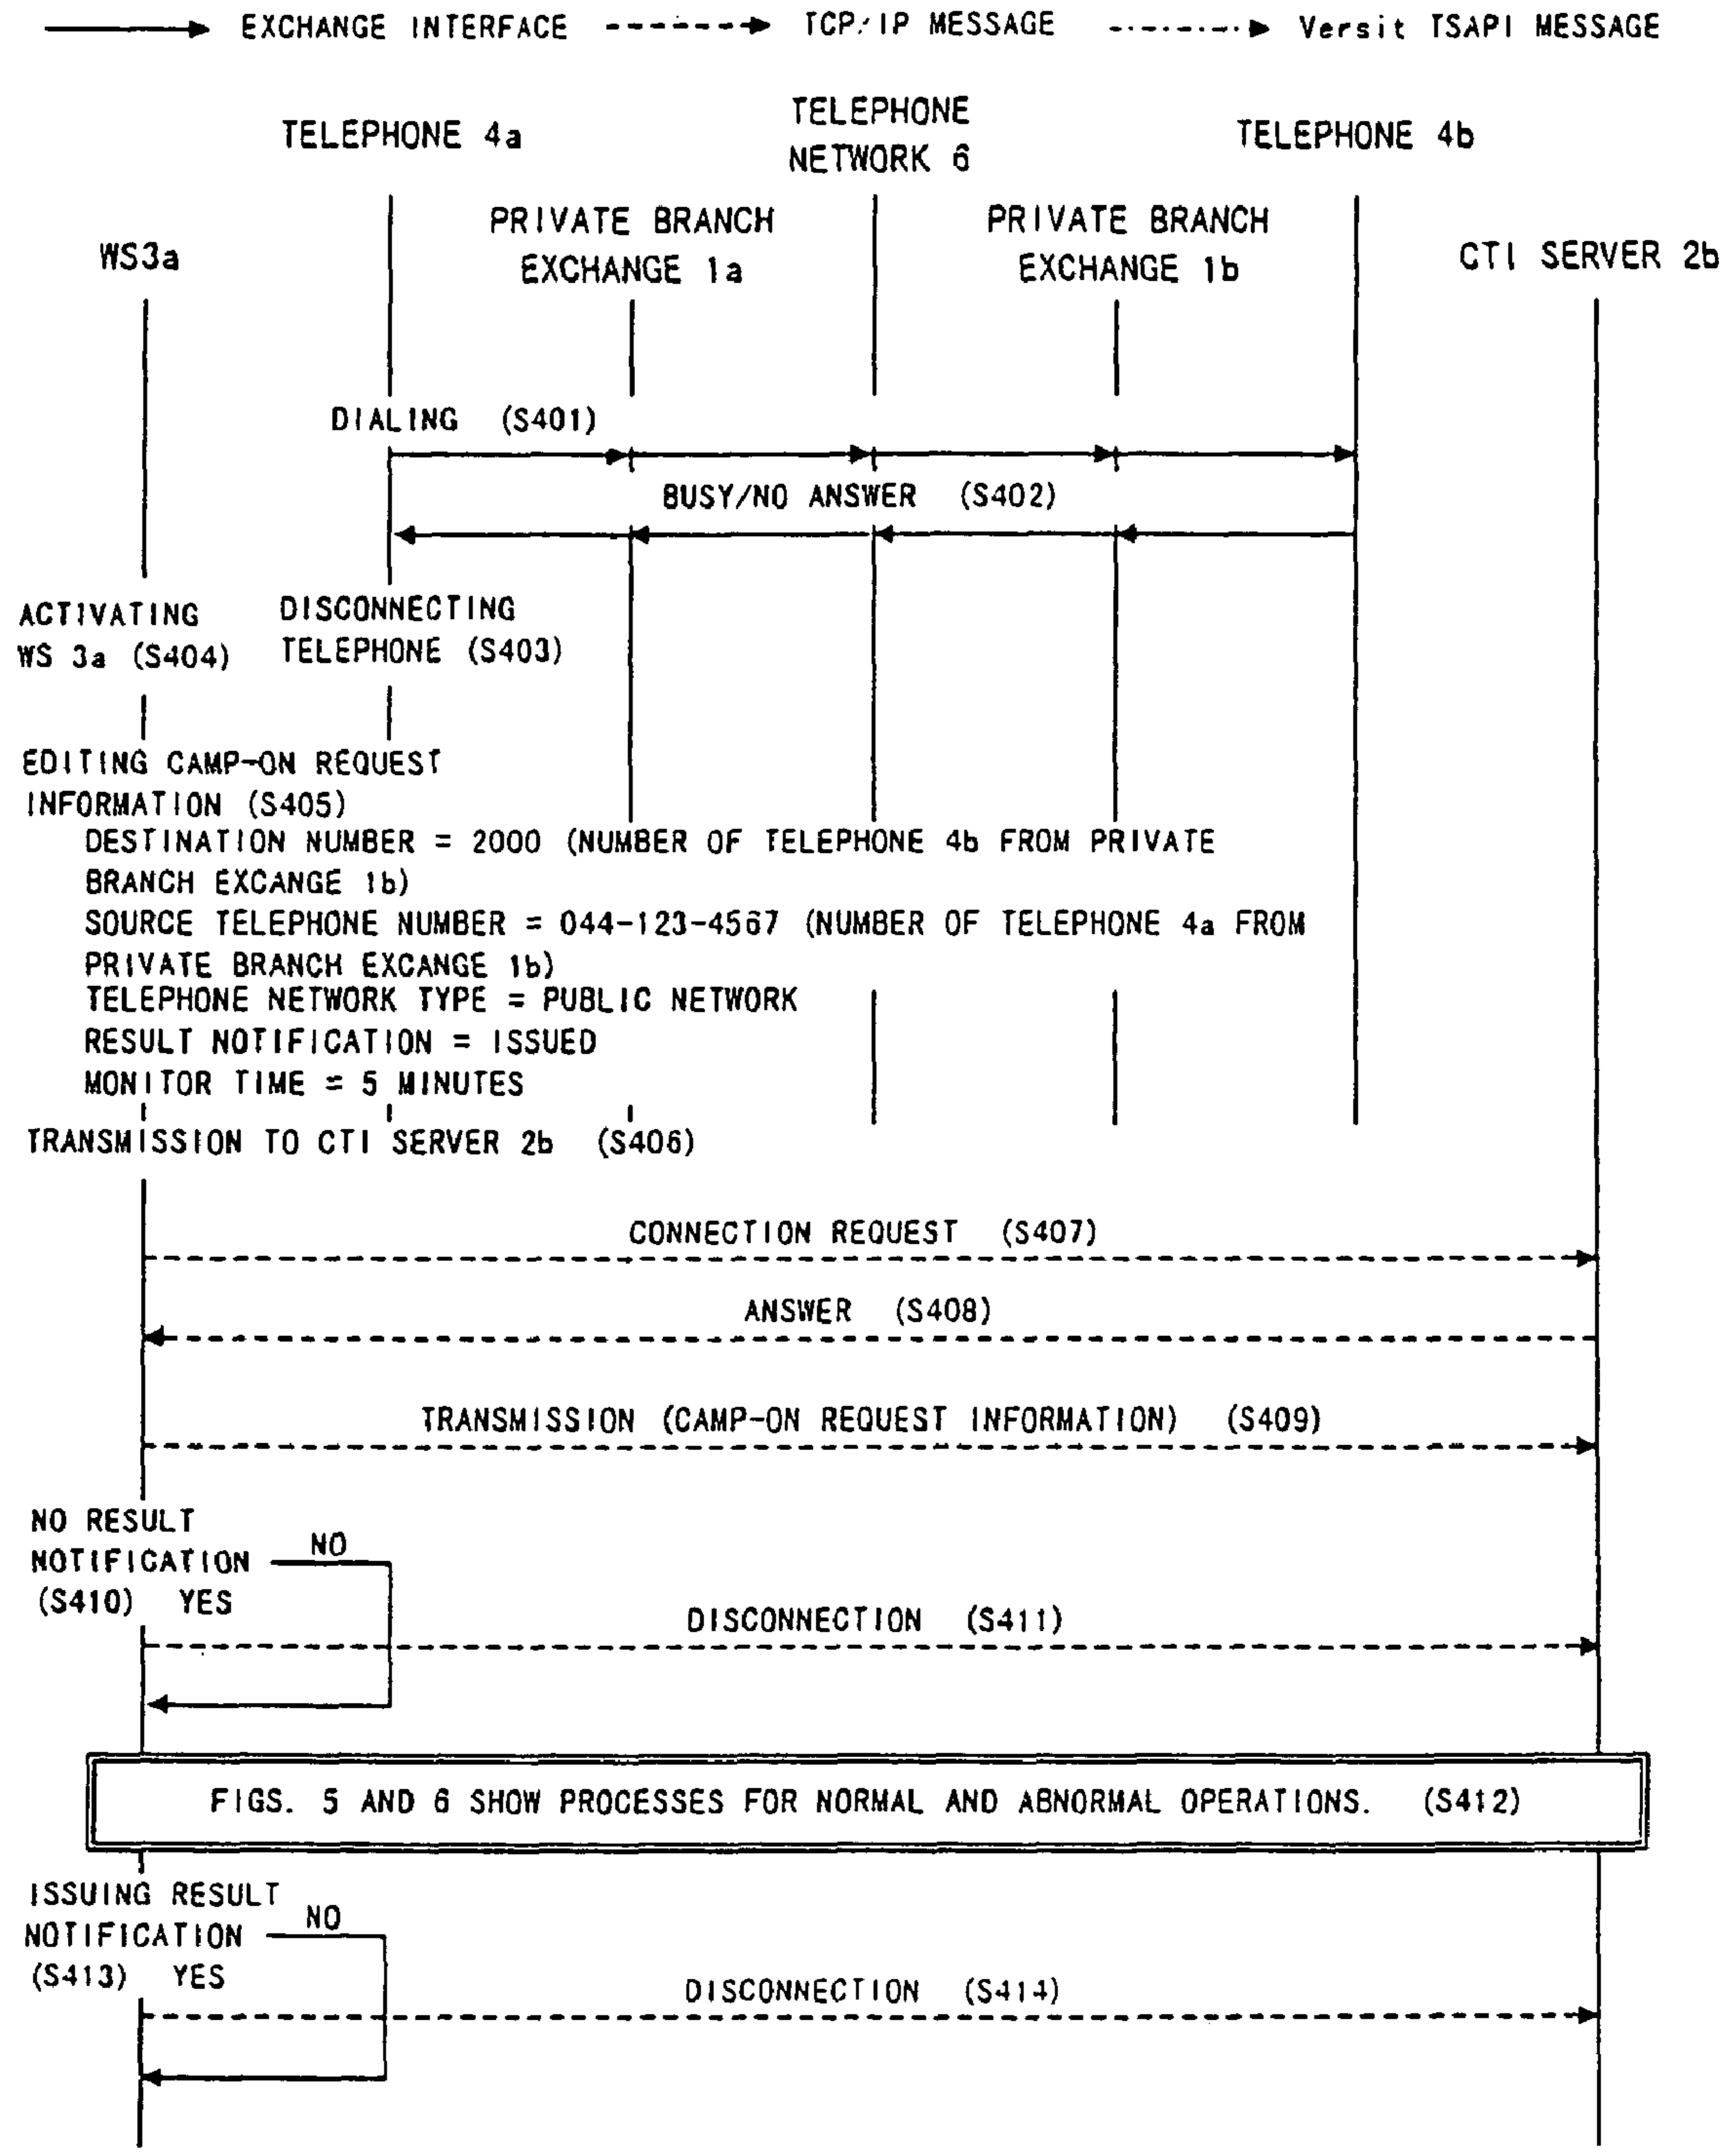 EXCHANGE INTERFACE TCP/IP MESSAGE Versit TSAPI MESSAGE
TELEPHONE 4a
TELEPHONE
NETWORK 6
TELEPHONE 4b
WS3a
PRIVATE BRANCH
EXCHANGE 1a
PRIVATE BRANCH
EXCHANGE 1b
CTI SERVER 2b
DIALING (S401)
BUSY/NO ANSWER (S402)
ACTIVATING
WS 3a (S404)
DISCONNECTING
TELEPHONE (S403)
EDITING CAMP-ON REQUEST
INFORMATION (S405)
DESTINATION NUMBER = 2000 (NUMBER OF TELEPHONE 4b FROM PRIVATE
BRANCH EXCANGE 1b)
SOURCE TELEPHONE NUMBER = 044-123-4567 (NUMBER OF TELEPHONE 4a FROM
PRIVATE BRANCH EXCANGE 1b)
TELEPHONE NETWORK TYPE = PUBLIC NETWORK
RESULT NOTIFICATION = ISSUED
MONITOR TIME = 5 MINUTES
TRANSMISSION TO CTI SERVER 2b (S406)
CONNECTION REQUEST (S407)
ANSWER (S408)
TRANSMISSION (CAMP-ON REQUEST INFORMATION) (S409)
NO RESULT
NOTIFICATION NO
(S410) YES
DISCONNECTION (S411)
FIGS. 5 AND 6 SHOW PROCESSES FOR NORMAL AND ABNORMAL OPERATIONS. (S412)
ISSUING RESULT
NOTIFICATION NO
(S413) YES
DISCONNECTION (S414)